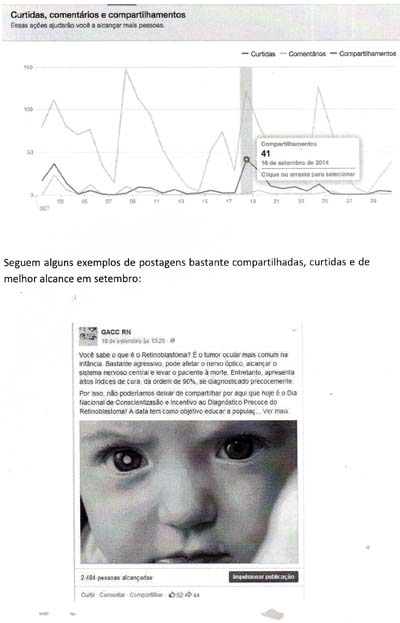 Curtidas, comentários e compartilhamentos
Essas ações ajudarão você a alcançar mais pessoas.
Curtidas Comentários Compartilhamentos
150
100
50
0
Compartilhamentos
41
18 de setembro de 2014
Clique ou arraste para selecionar
03 05 07 09 11 13 15 17 19 21 23 25 27 29
SET
Seguem alguns exemplos de postagens bastante compartilhadas, curtidas e de
melhor alcance em setembro:
GACC RN
18 de setembro às 13:25
Você sabe o que é o Retinoblastoma? É o tumor ocular mais comum na
infância. Bastante agressivo, pode afetar o nervo óptico, alcançar o
sistema nervoso central e levar o paciente à morte. Entretanto, apresenta
altos índices de cura, da ordem de 90%, se diagnosticado precocemente.
Por isso, não poderíamos deixar de compartilhar por aqui que hoje é o Dia
Nacional de Conscientização e Incentivo ao Diagnóstico Precoce do
Retinoblastoma! A data tem como objetivo educar a populaç... Ver mais
2.484 pessoas alcançadas
Impulsionar publicação
Curtir · Comentar · Compartilhar · 52 44